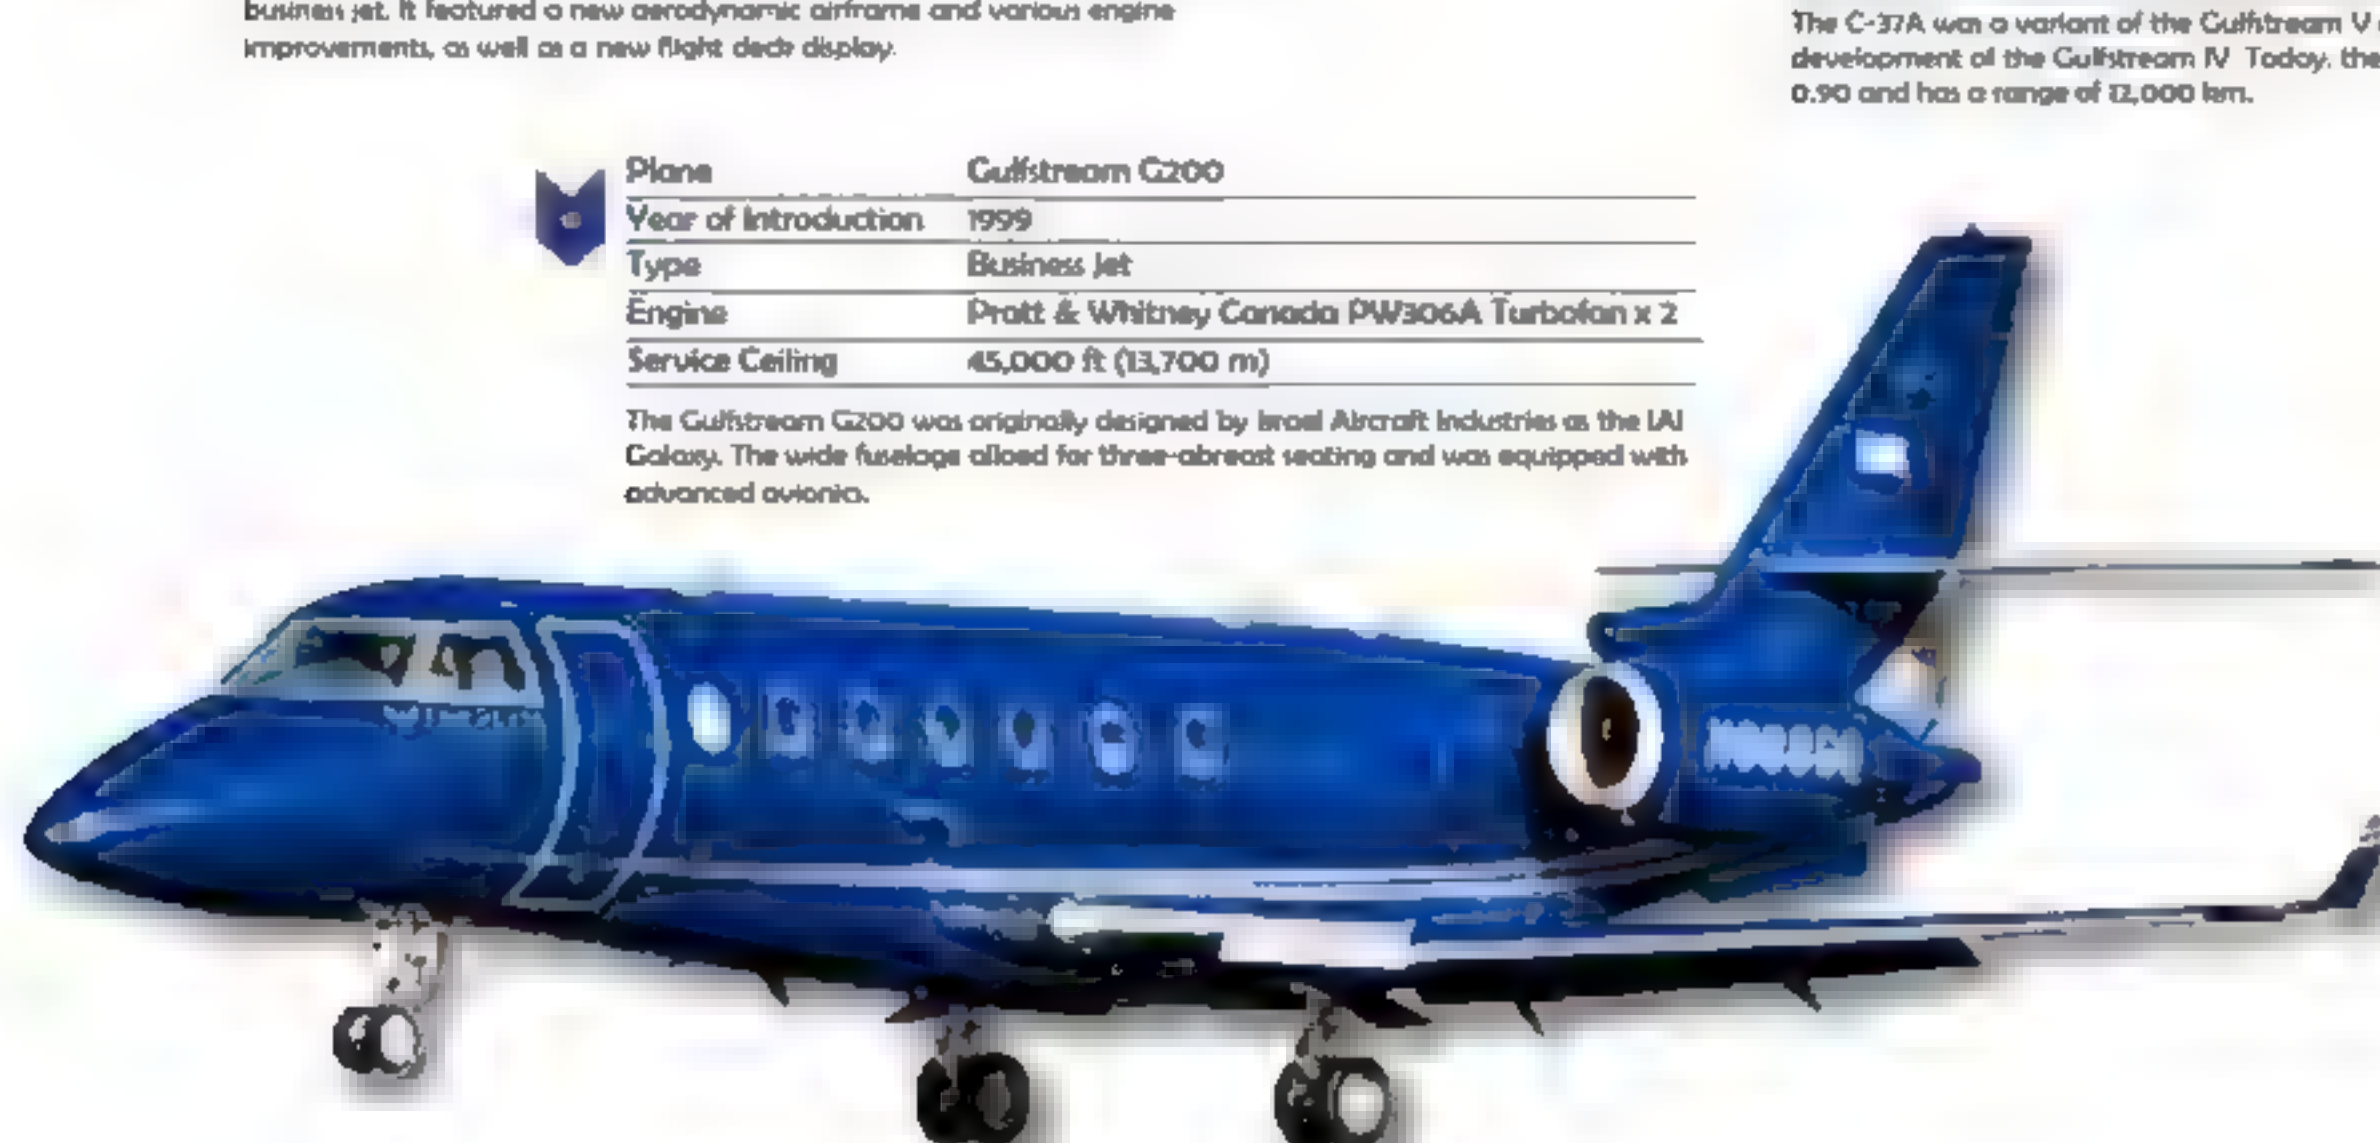 business jet. It featured a new aerodynamic airframe and various engine
improvements, as well as a new flight deck display.
The C-37A was a variant of the Gulfstream V
development of the Gulfstream IV. Today, the
0.90 and has a range of 12,000 km.
Plane Gulfstream G200
Year of Introduction 1999
Type Business Jet
Engine Pratt & Whitney Canada PW306A Turbofan x 2
Service Ceiling 45,000 ft (13,700 m)
The Gulfstream G200 was originally designed by Israel Aircraft Industries as the IAI
Galaxy. The wide fuselage alloed for three-abreast seating and was equipped with
advanced avionics.